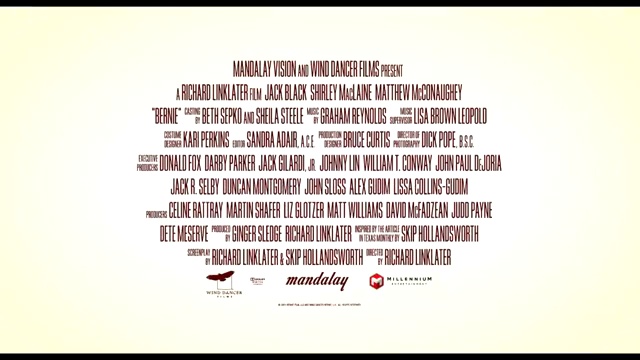 MANDALAY VISION AND WIND DANCER FILMS PRESENT
A RICHARD LINKLATER FILM JACK BLACK SHIRLEY MACLAINE MATTHEW MCCONAUGHEY
"BERNIE" CASTING BY BETH SEPKO AND SHEILA STEELE MUSIC BY GRAHAM REYNOLDS MUSIC SUPERVISOR LISA BROWN LEOPOLD
COSTUME DESIGNER KARI PERKINS EDITOR SANDRA ADAIR, A.C.E. PRODUCTION DESIGNER BRUCE CURTIS DIRECTOR OF PHOTOGRAPHY DICK POPE, B.S.C.
EXECUTIVE PRODUCERS DONALD FOX DARBY PARKER JACK GILARDI, JR. JOHNNY LIN WILLIAM T. CONWAY JOHN PAUL DEJORIA
JACK R. SELBY DUNCAN MONTGOMERY JOHN SLOSS ALEX GUDIM LISSA COLLINS-GUDIM
PRODUCERS CELINE RATTRAY MARTIN SHAFER LIZ GLOTZER MATT WILLIAMS DAVID MCFADZEAN JUDD PAYNE
DETE MESERVE PRODUCED BY GINGER SLEDGE RICHARD LINKLATER INSPIRED BY THE ARTICLE IN TEXAS MONTHLY BY SKIP HOLLANDSWORTH
SCREENPLAY BY RICHARD LINKLATER & SKIP HOLLANDSWORTH DIRECTED BY RICHARD LINKLATER
WIND DANCER FILMS mandalay MILLENNIUM ENTERTAINMENT